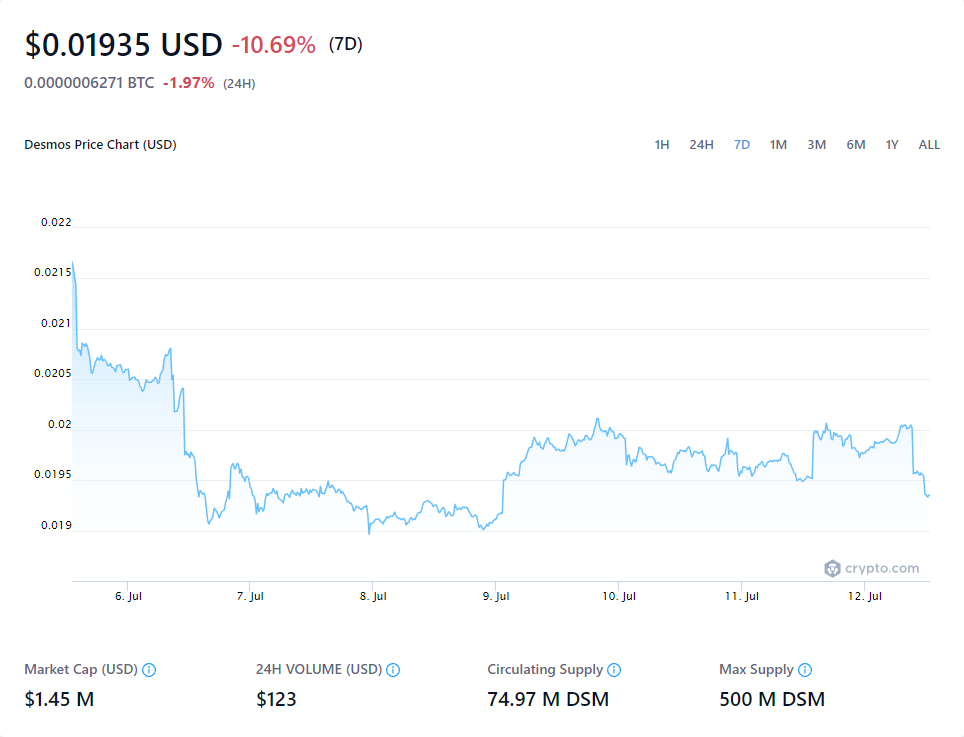 $0.01935 USD -10.69% (7D)
0.0000006271 BTC -1.97% (24H)
Desmos Price Chart (USD)
1H 24H 7D 1M 3M 6M 1Y ALL
0.022
0.0215
0.021
0.0205
0.02
0.0195
0.019
crypto.com
6. Jul 7. Jul 8. Jul 9. Jul 10. Jul 11. Jul 12. Jul
Market Cap (USD) 24H VOLUME (USD) Circulating Supply Max Supply
$1.45 M $123 74.97 M DSM 500 M DSM